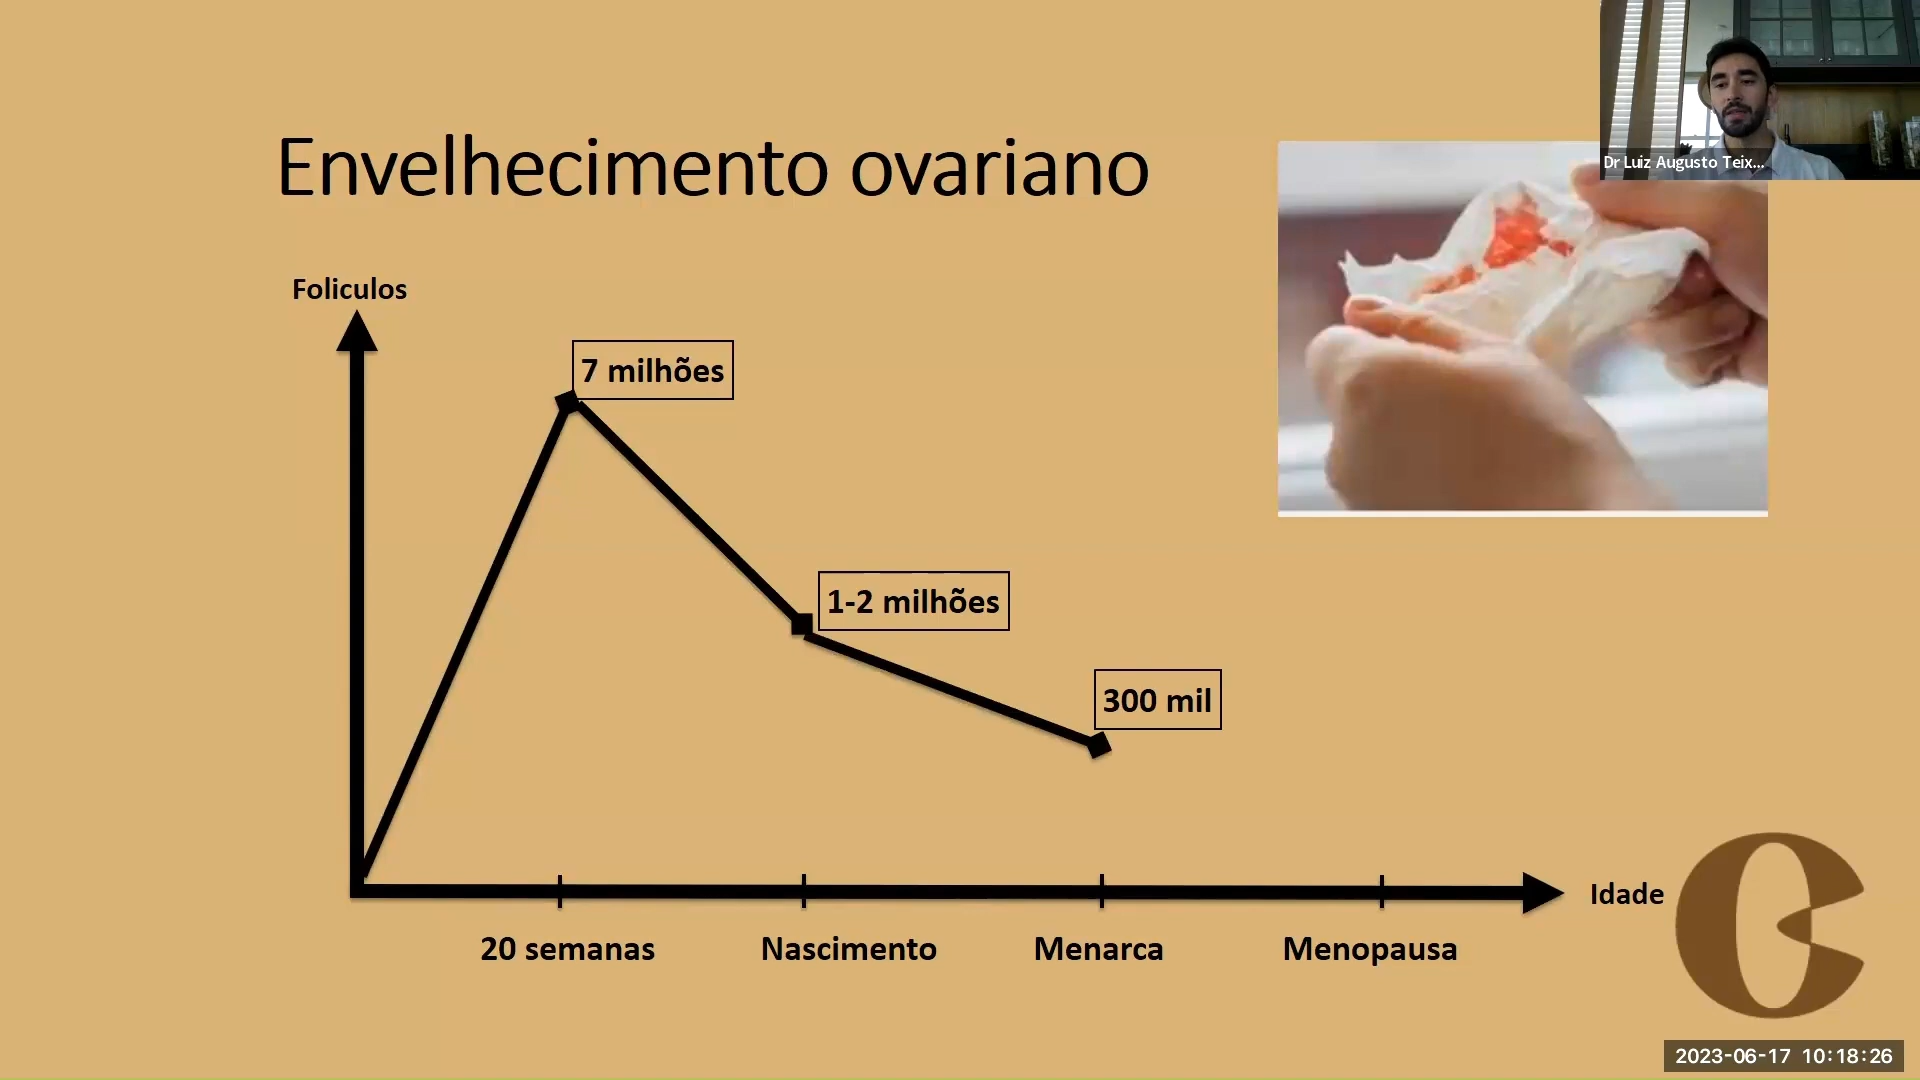 Envelhecimento ovariano
Dr Luiz Augusto Teix...
Foliculos
7 milhões
1-2 milhões
300 mil
Idade
20 semanas
Nascimento
Menarca
Menopausa
2023-06-17 10:18:26